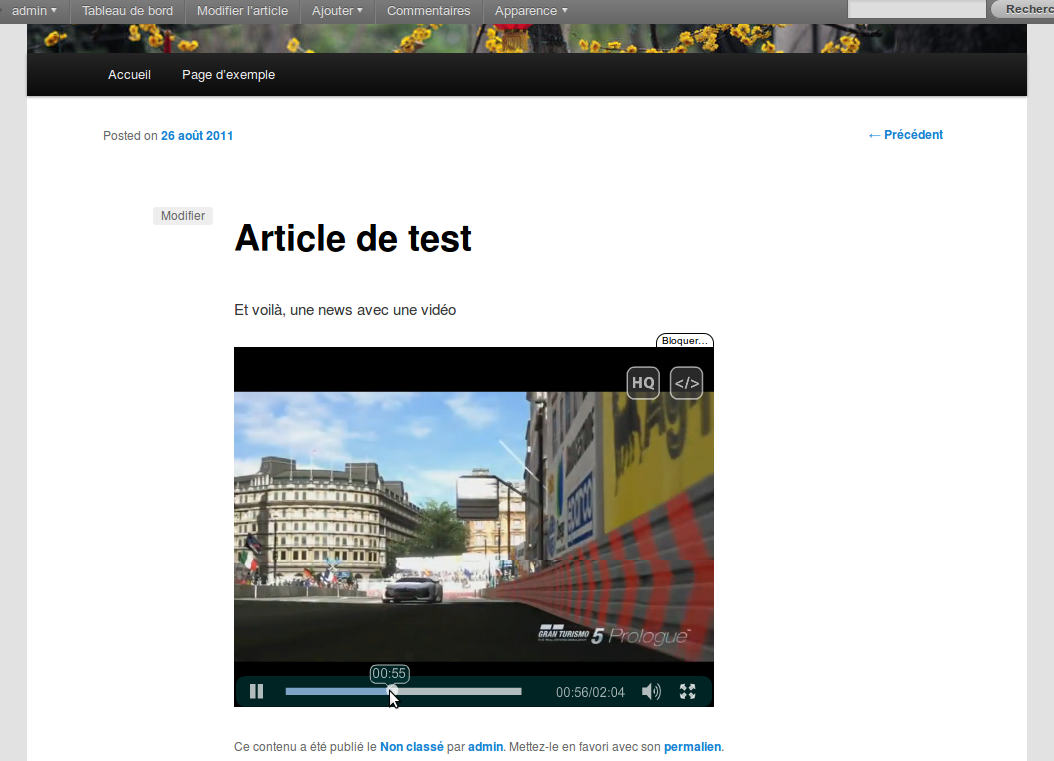 admin ▾ Tableau de bord Modifier l'article Ajouter ▾ Commentaires Apparence ▾ Recherc
Accueil Page d'exemple
Posted on 26 août 2011 ← Précédent
Modifier
Article de test
Et voilà, une news avec une vidéo
Bloquer...
HQ </>
sparco
GRAN TURISMO 5 Prologue™
00:55
00:56/02:04
Ce contenu a été publié le Non classé par admin. Mettez-le en favori avec son permalien.